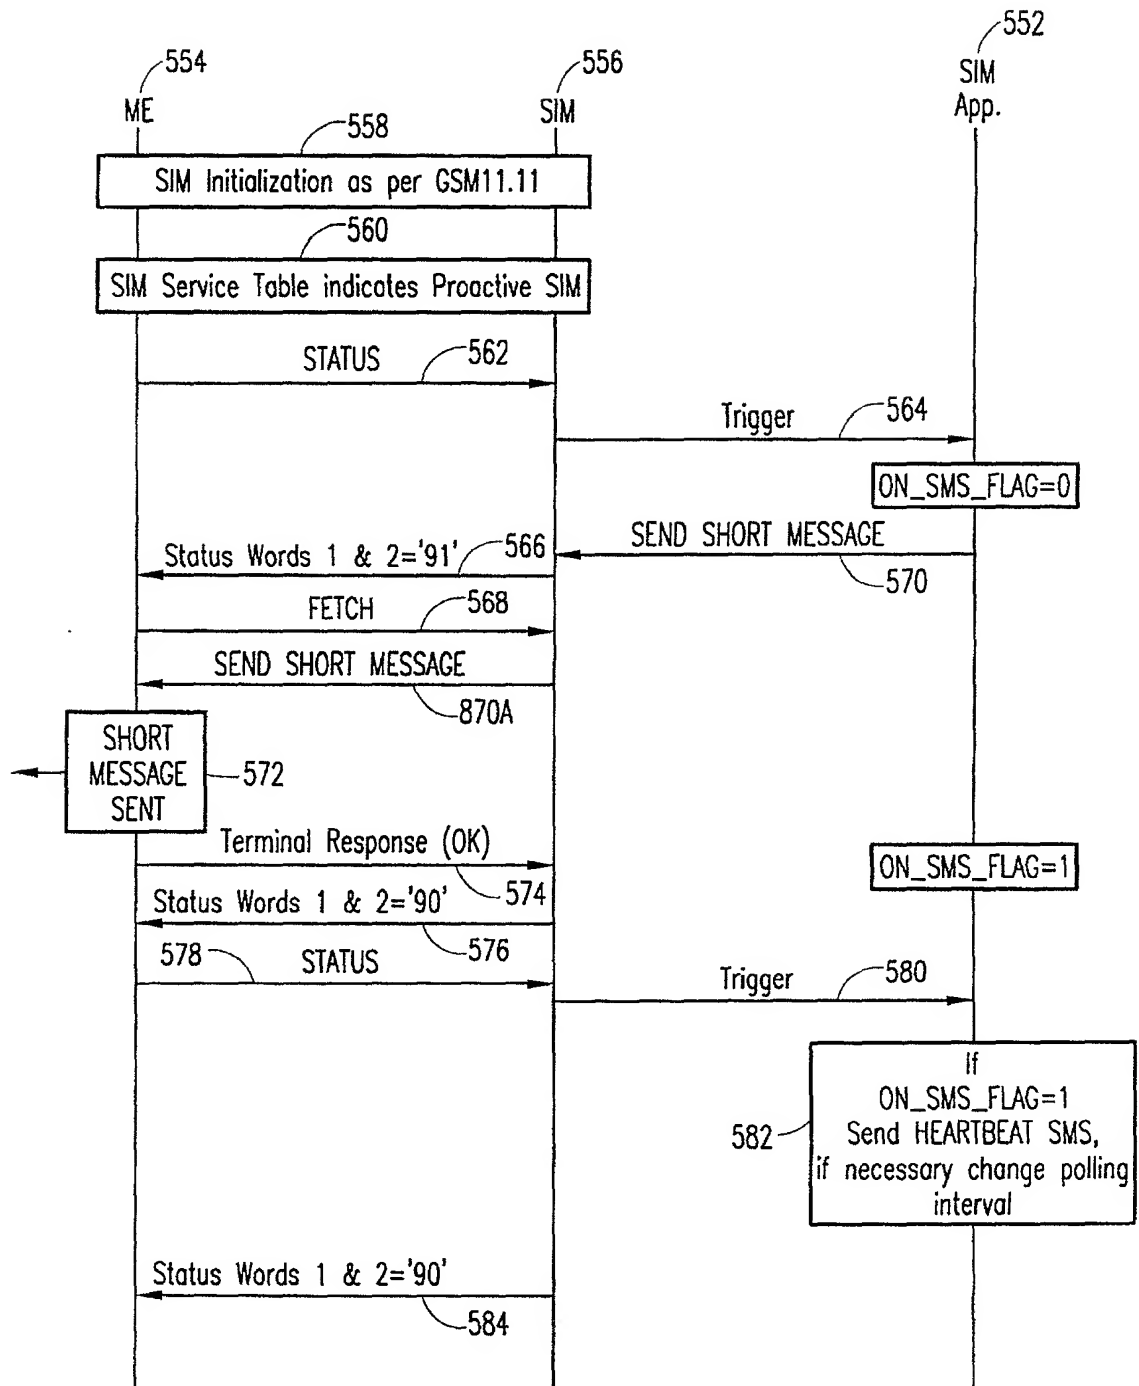 552
554
556
SIM
App.
ME
SIM
558
SIM Initialization as per GSM11.11
560
SIM Service Table indicates Proactive SIM
STATUS
562
Trigger
564
ON_SMS_FLAG=0
SEND SHORT MESSAGE
570
Status Words 1 & 2='91'
566
FETCH
568
SEND SHORT MESSAGE
870A
SHORT
MESSAGE
SENT
572
Terminal Response (OK)
574
ON_SMS_FLAG=1
Status Words 1 & 2='90'
576
578
STATUS
Trigger
580
If
ON_SMS_FLAG=1
Send HEARTBEAT SMS,
if necessary change polling
interval
582
Status Words 1 & 2='90'
584